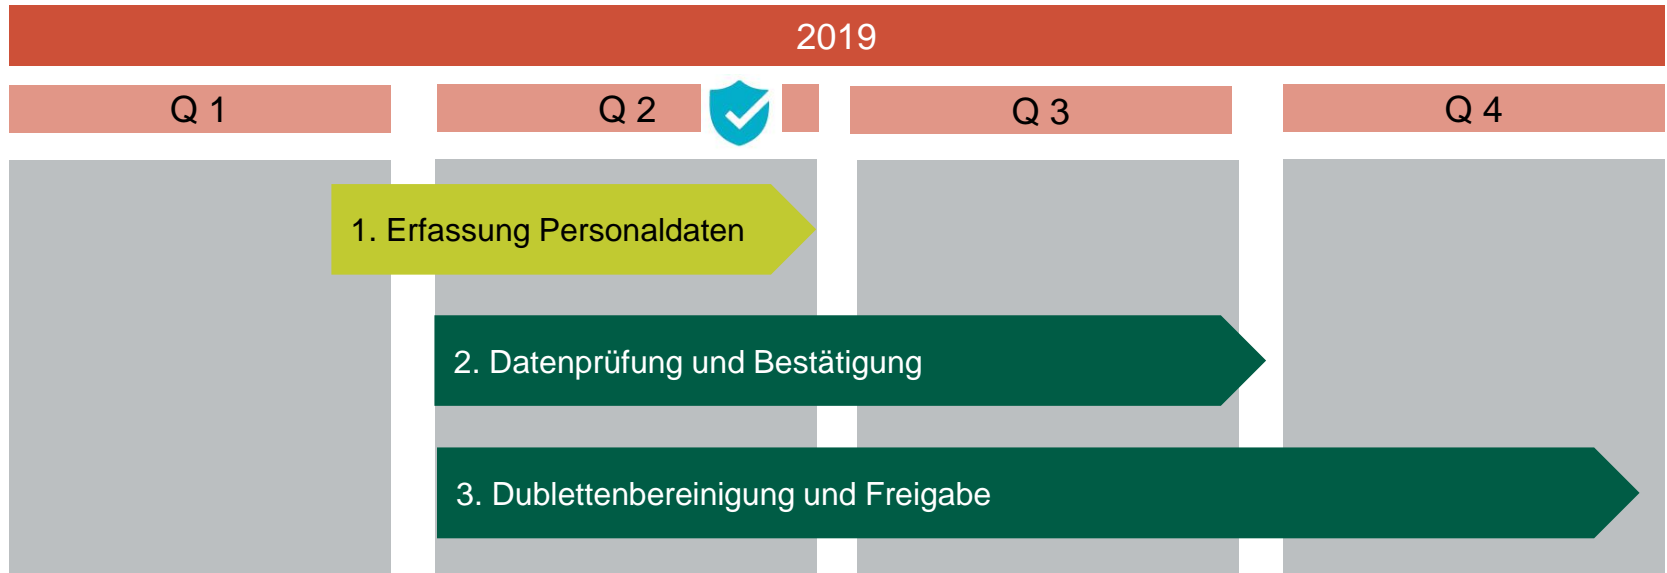 2019
Q 1
Q 2
Q 3
Q 4
1. Erfassung Personaldaten
2. Datenprüfung und Bestätigung
3. Dublettenbereinigung und Freigabe